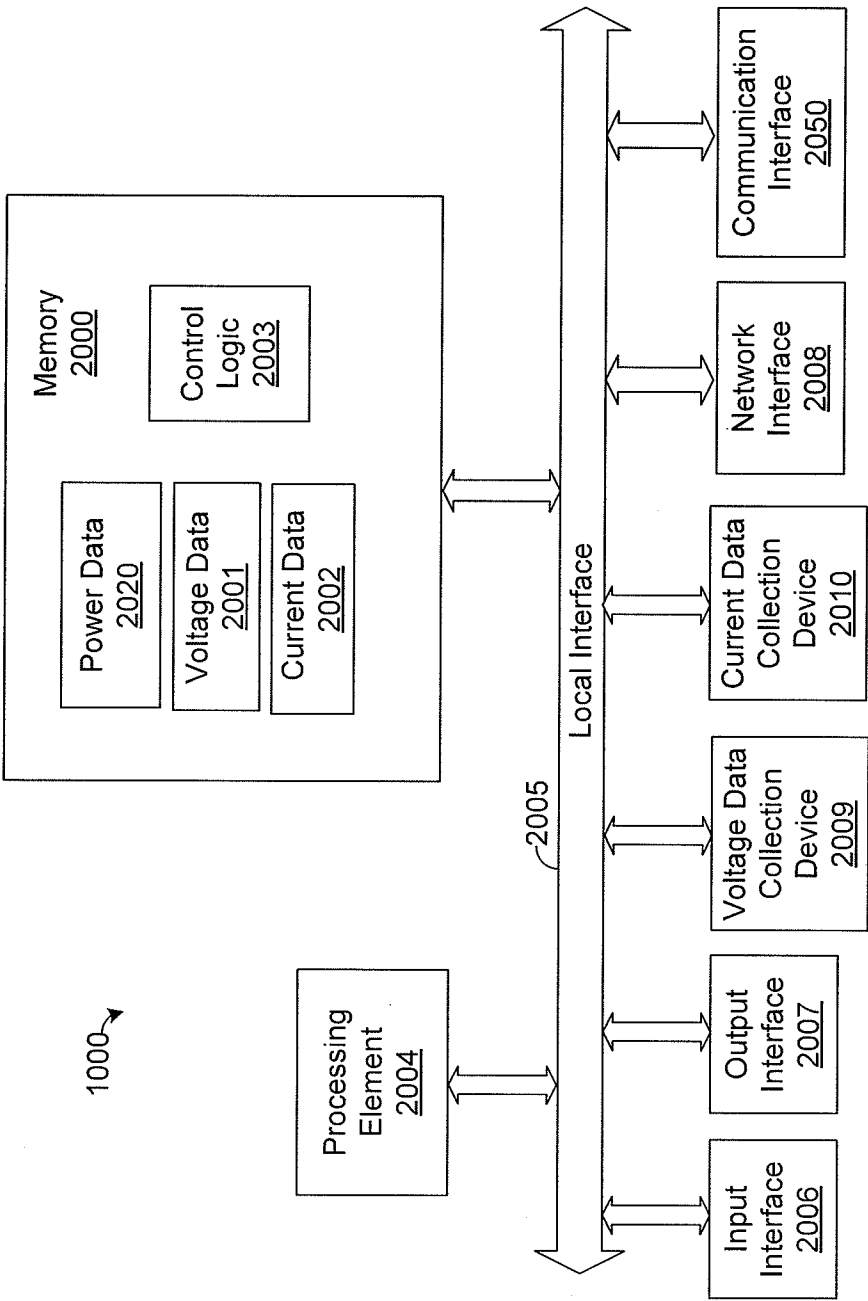 1000
Memory
2000
Power Data
2020
Voltage Data
2001
Current Data
2002
Control
Logic
2003
Processing
Element
2004
2005
Local Interface
Input
Interface
2006
Output
Interface
2007
Voltage Data
Collection
Device
2009
Current Data
Collection
Device
2010
Network
Interface
2008
Communication
Interface
2050